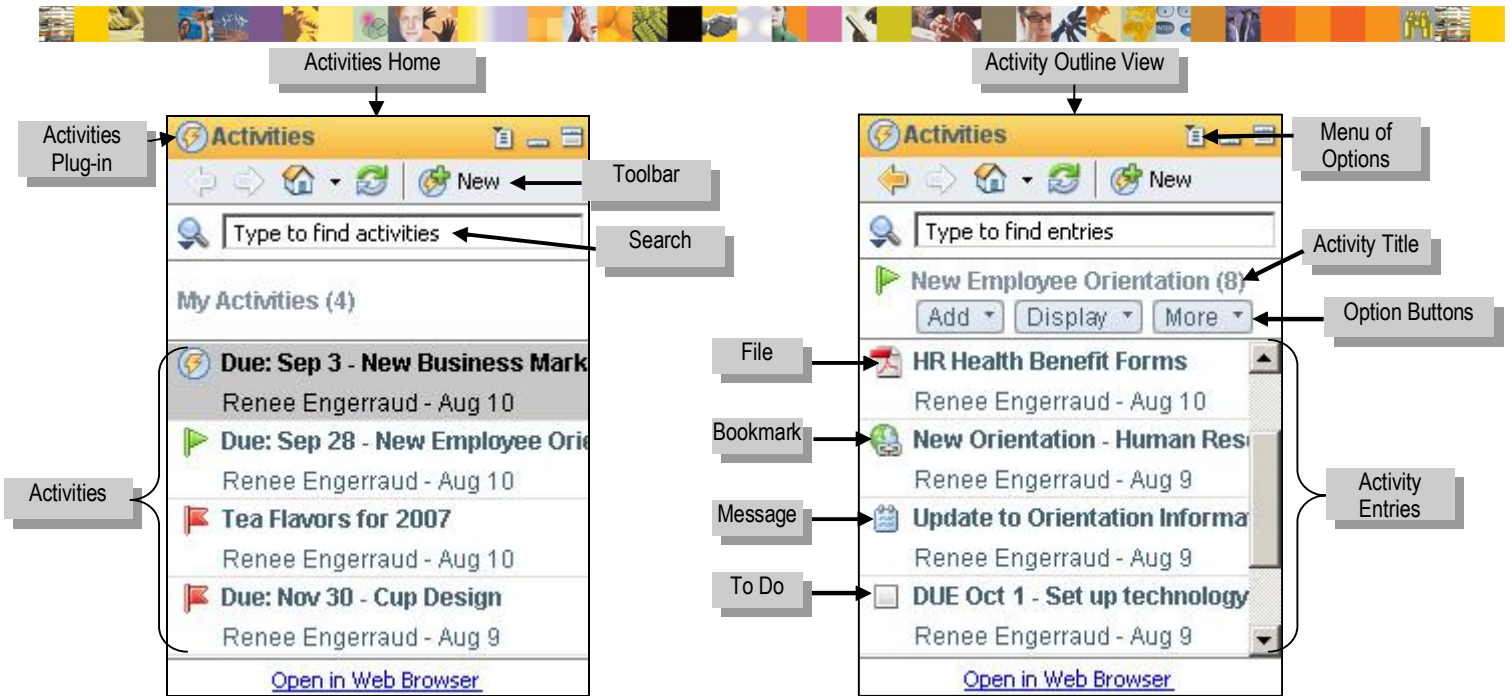 Activities Home
Activities
Plug-in
Activities
New
Toolbar
Type to find activities
Search
My Activities (4)
Activities
Due: Sep 3 - New Business Mark
Renee Engerraud - Aug 10
Due: Sep 28 - New Employee Orie
Renee Engerraud - Aug 10
Tea Flavors for 2007
Renee Engerraud - Aug 10
Due: Nov 30 - Cup Design
Renee Engerraud - Aug 9
Open in Web Browser
Activity Outline View
Activities
Menu of
Options
New
Type to find entries
Activity Title
New Employee Orientation (8)
Add
Display
More
Option Buttons
File
HR Health Benefit Forms
Renee Engerraud - Aug 10
Bookmark
New Orientation - Human Res
Renee Engerraud - Aug 9
Activity
Entries
Message
Update to Orientation Informa
Renee Engerraud - Aug 9
To Do
DUE Oct 1 - Set up technology
Renee Engerraud - Aug 9
Open in Web Browser